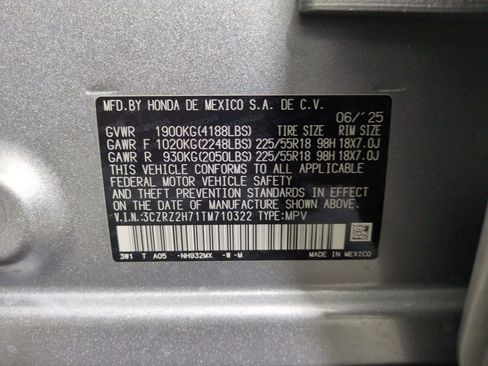 MFD.BY HONDA DE MEXICO S.A. DE C.V.
06/'25
GVWR 1900KG(4188LBS) TIRE SIZE RIM SIZE
GAWR F 1020KG(2248LBS) 225/55R18 98H 18X7.0J
GAWR R 930KG(2050LBS) 225/55R18 98H 18X7.0J
THIS VEHICLE CONFORMS TO ALL APPLICABLE
FEDERAL MOTOR VEHICLE SAFETY
AND THEFT PREVENTION STANDARDS IN EFFECT
ON THE DATE OF MANUFACTURE SHOWN ABOVE.
V.I.N.:3CZRZ2H71TM710322 TYPE:MPV
3W1 T A05 -NH932MX -W -M
MADE IN MEXICO